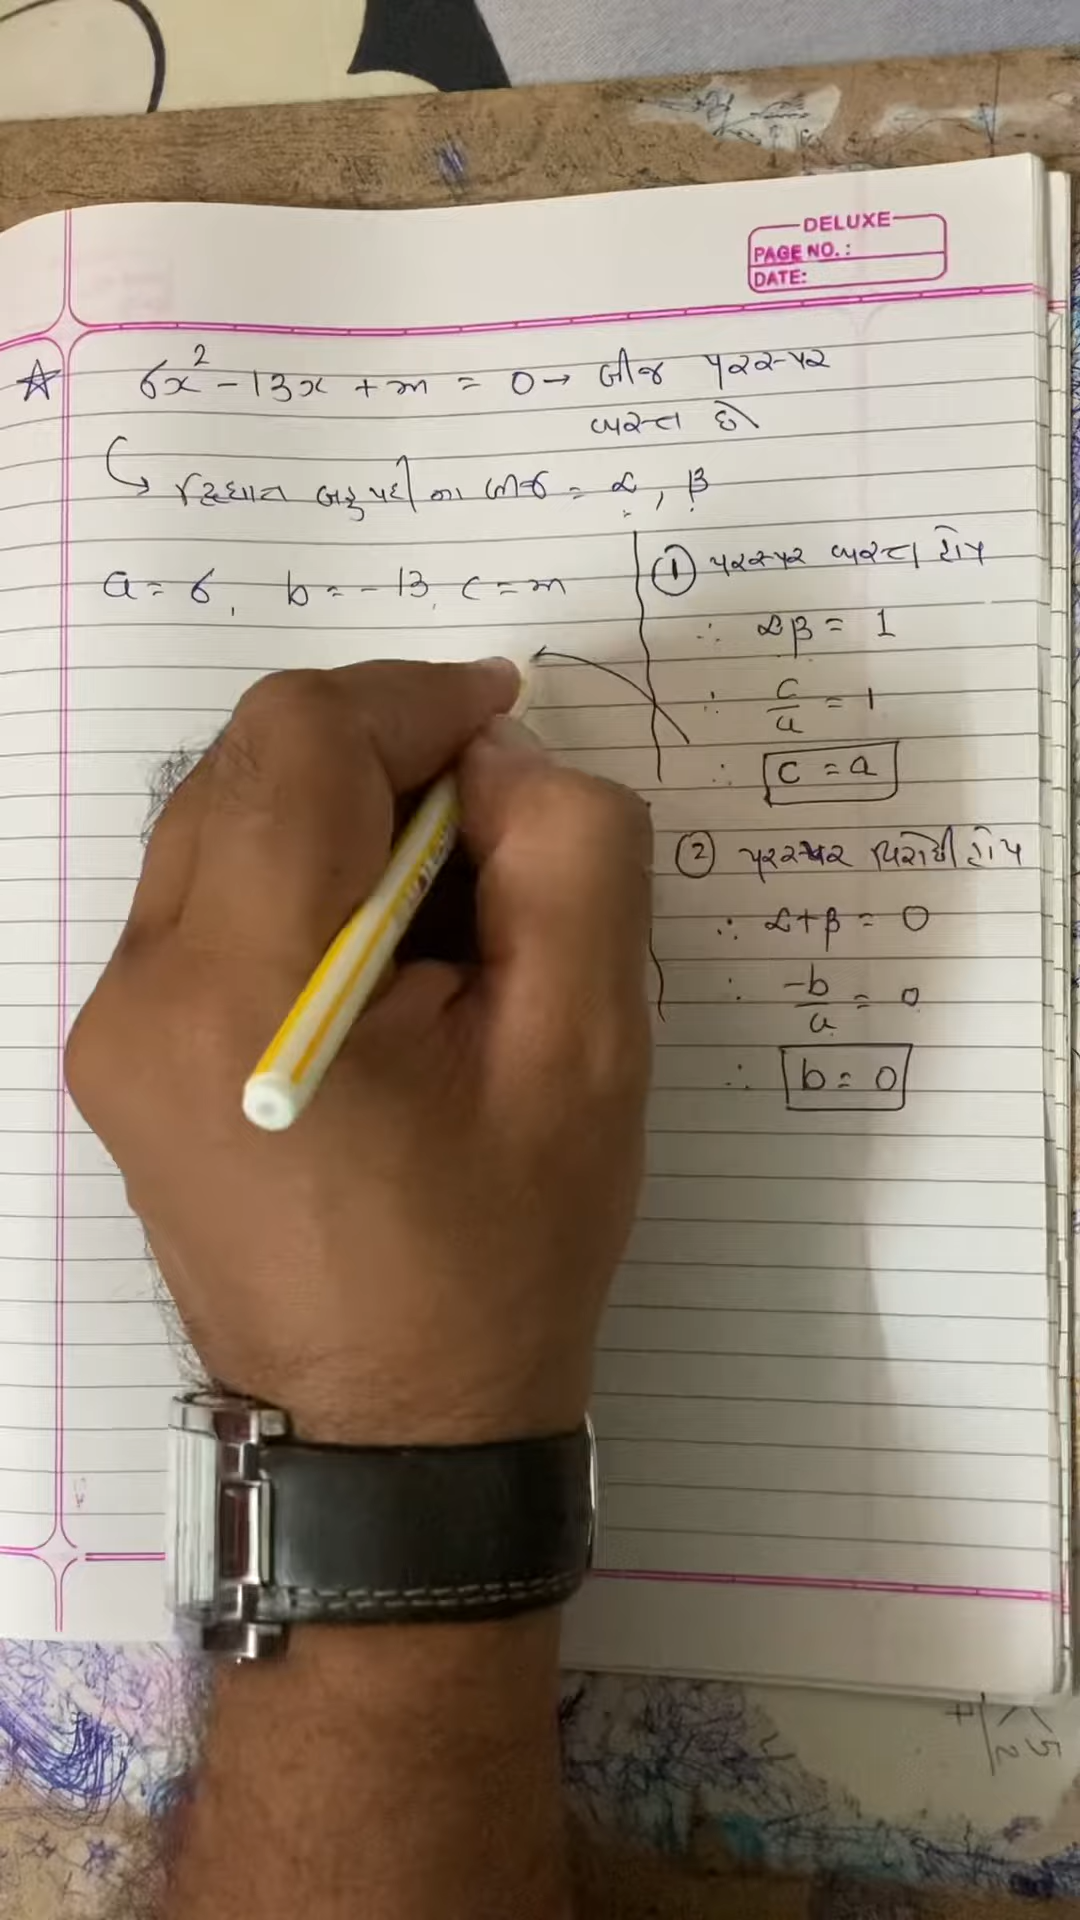 DELUXE
PAGE NO. :
DATE:
☆ 6x² - 13x + m = 0 → બીજ પરસ્પર
વ્યસ્ત છે
↳ દ્વિઘાત બહુપદી ના બીજ = α, β
a = 6, b = -13, c = m
① પરસ્પર વ્યસ્ત હોય
∴ αβ = 1
∴ c/a = 1
∴ c = a
② પરસ્પર વિરોધી હોય
∴ α+β = 0
∴ -b/a = 0
∴ b = 0